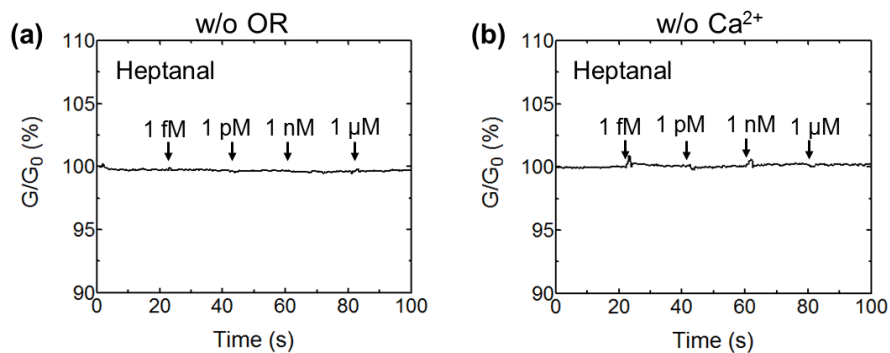 (a) w/o OR
110
105
100
95
90
G/G₀ (%)
Heptanal
1 fM 1 pM 1 nM 1 µM
0 20 40 60 80 100
Time (s)
(b) w/o Ca²⁺
110
105
100
95
90
G/G₀ (%)
Heptanal
1 fM 1 pM 1 nM 1 µM
0 20 40 60 80 100
Time (s)